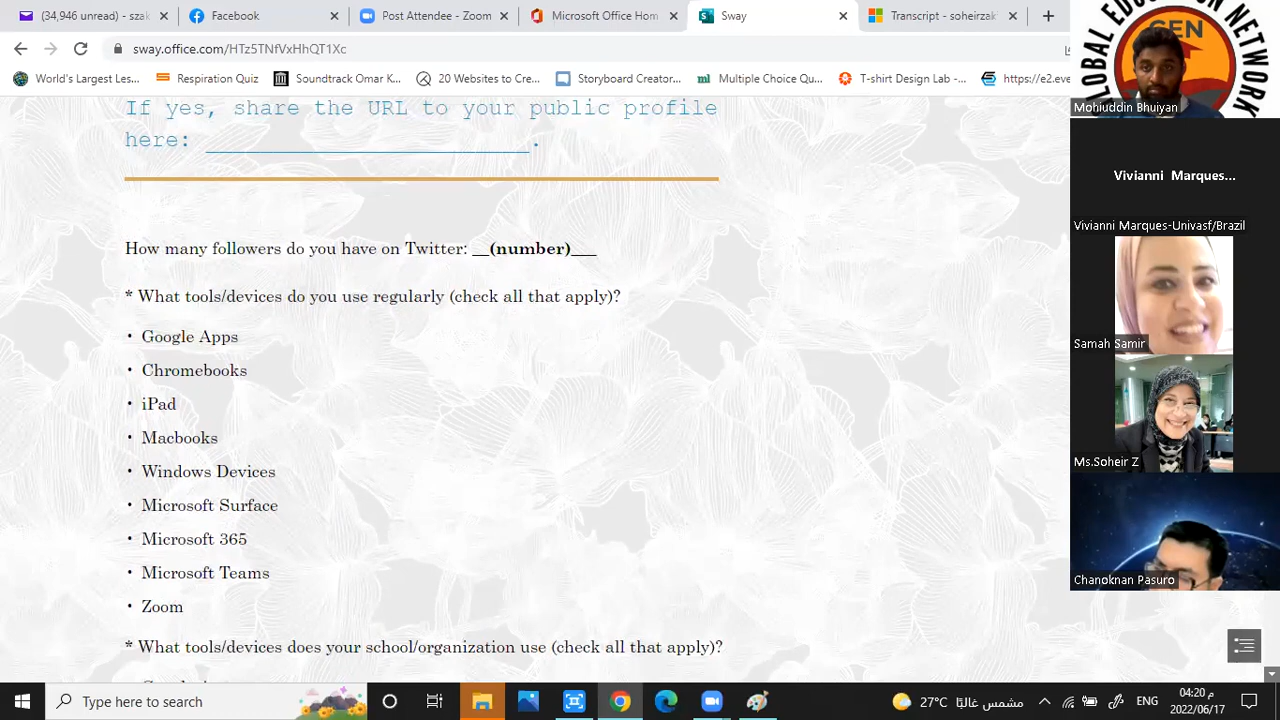 (34,946 unread) - szak
Facebook
Post Attendee - Zoom
Microsoft Office Hom
Sway
Transcript - soheirzak
sway.office.com/HTz5TNfVxHhQT1Xc
World's Largest Les...
Respiration Quiz
Soundtrack Omar K...
20 Websites to Cre...
Storyboard Creator...
Multiple Choice Qu...
T-shirt Design Lab -...
https://e2.eve
If yes, share the URL to your public profile
here: ___________________________.
How many followers do you have on Twitter: __(number)___
* What tools/devices do you use regularly (check all that apply)?
• Google Apps
• Chromebooks
• iPad
• Macbooks
• Windows Devices
• Microsoft Surface
• Microsoft 365
• Microsoft Teams
• Zoom
* What tools/devices does your school/organization use (check all that apply)?
GLOBAL EDUCATION NETWORK
GEN
Mohiuddin Bhuiyan
Vivianni Marques...
Vivianni Marques-Univasf/Brazil
Samah Samir
Ms.Soheir Z
Chanoknan Pasuro
Type here to search
27°C مشمس غالبًا
ENG
04:20 م
2022/06/17